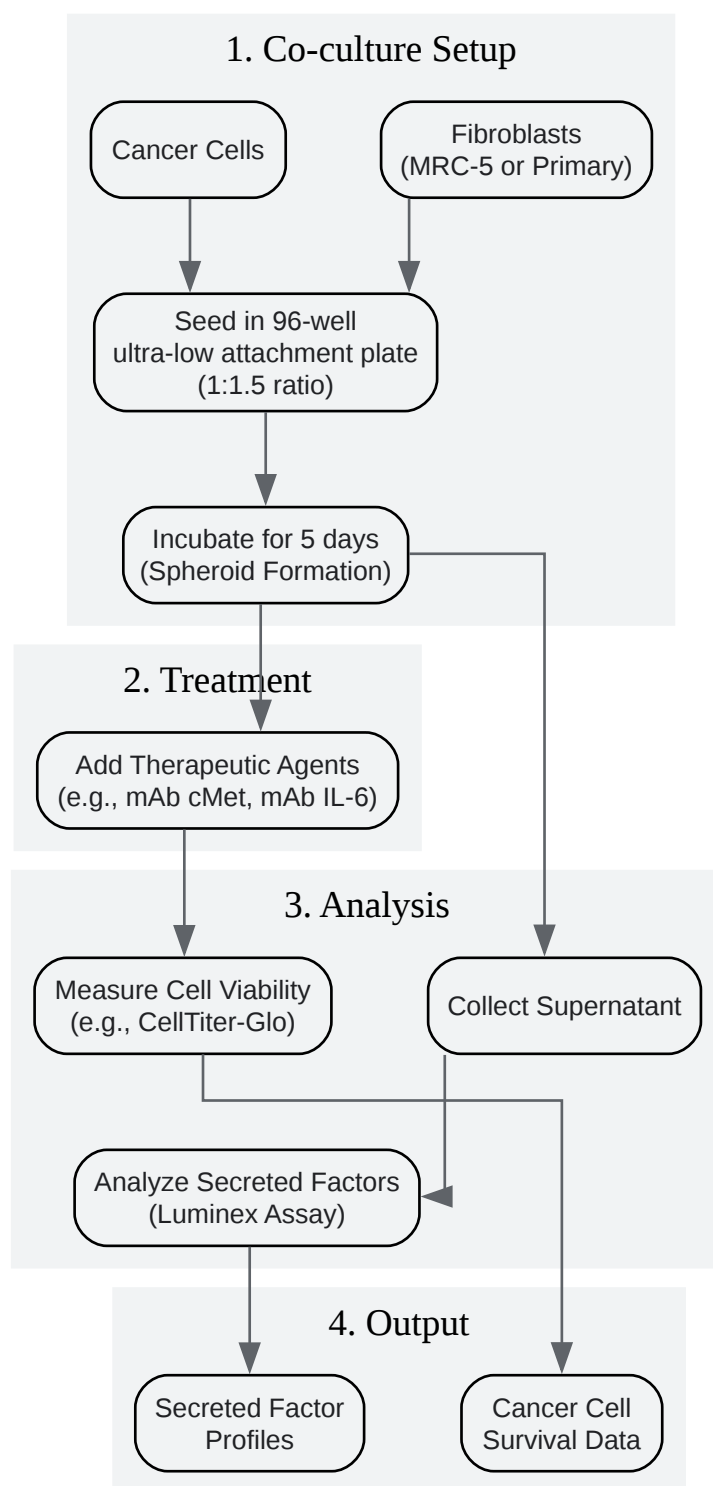 1. Co-culture Setup
Cancer Cells
Fibroblasts
(MRC-5 or Primary)
Seed in 96-well
ultra-low attachment plate
(1:1.5 ratio)
Incubate for 5 days
(Spheroid Formation)
2. Treatment
Add Therapeutic Agents
(e.g., mAb cMet, mAb IL-6)
3. Analysis
Measure Cell Viability
(e.g., CellTiter-Glo)
Collect Supernatant
Analyze Secreted Factors
(Luminex Assay)
4. Output
Secreted Factor
Profiles
Cancer Cell
Survival Data